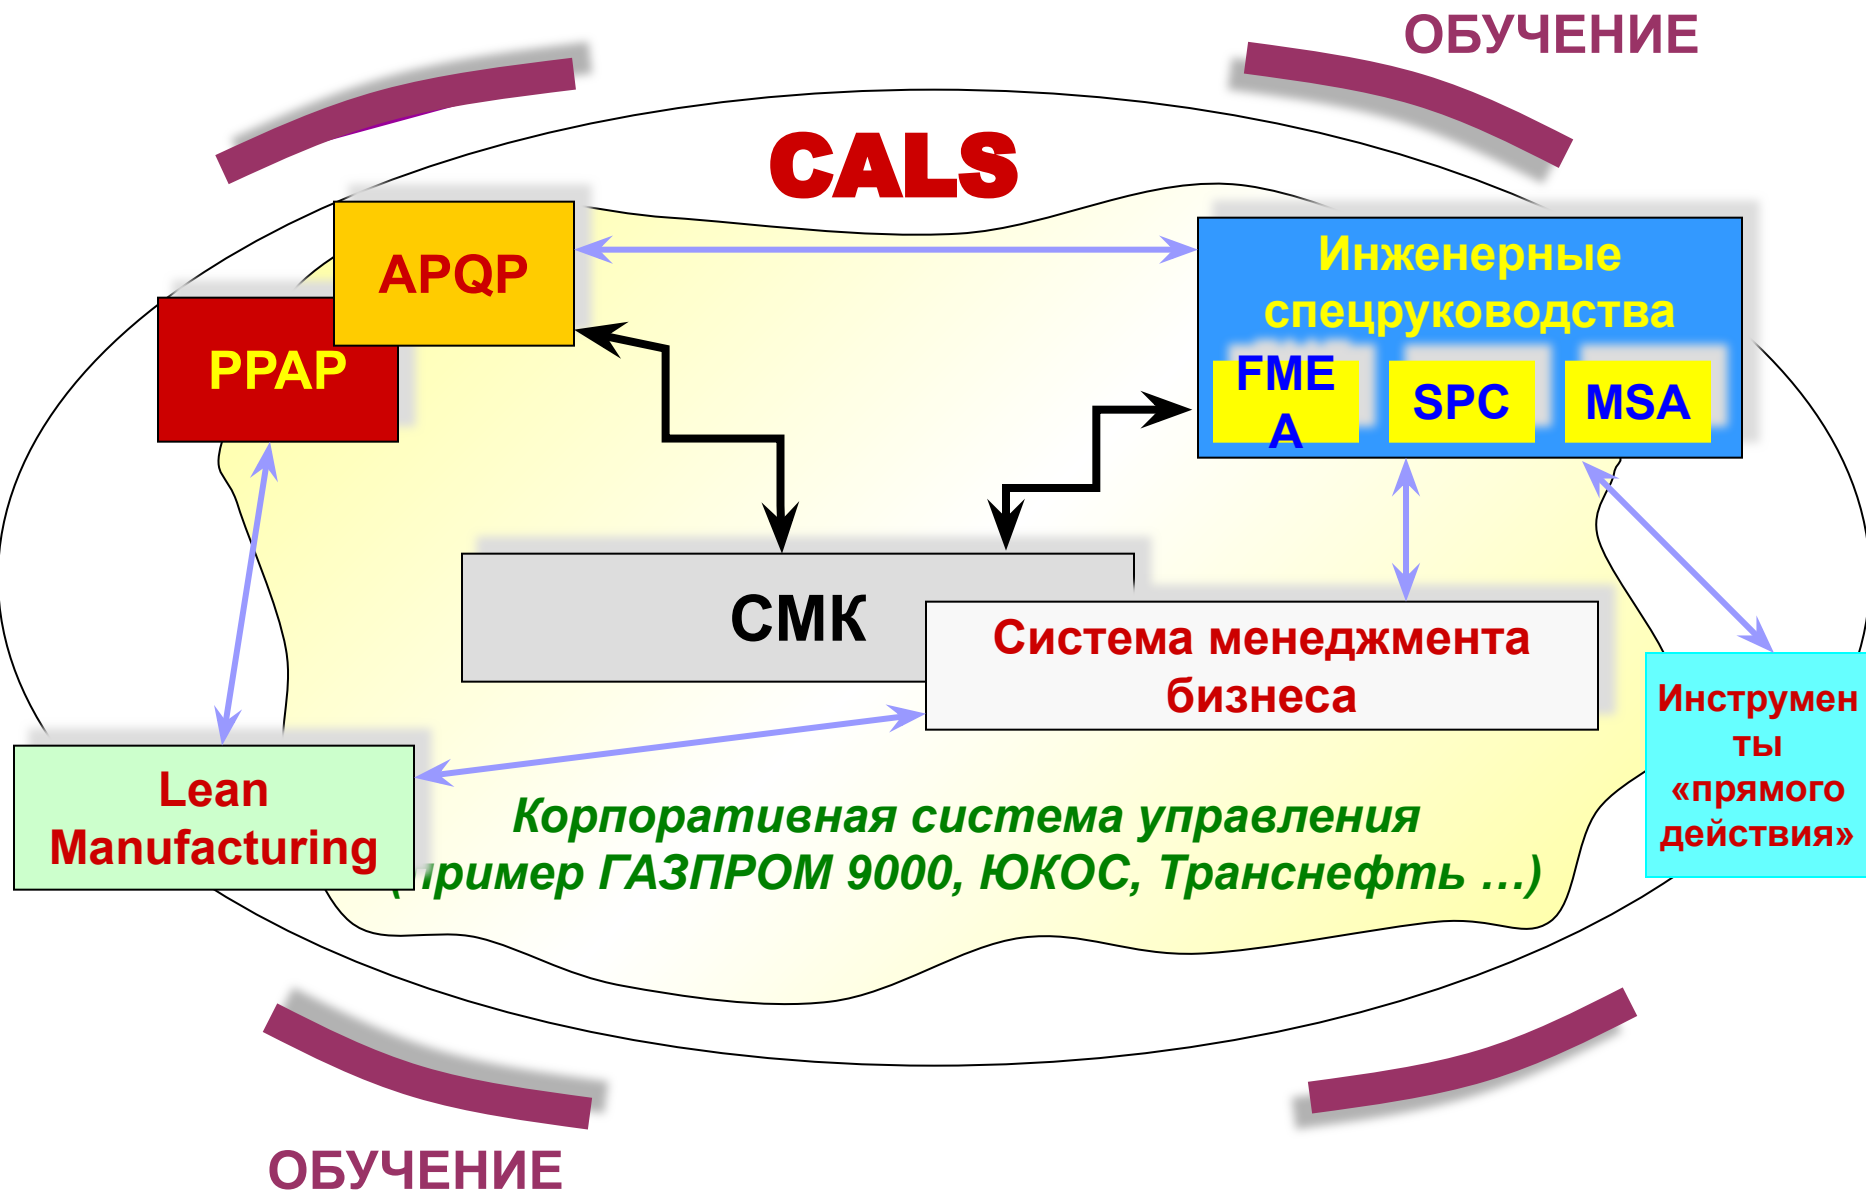 ОБУЧЕНИЕ
CALS
APQP
Инженерные
спецруководства
PPAP
FME
A
SPC
MSA
СМК
Система менеджмента
бизнеса
Инструмен
ты
«прямого
действия»
Lean
Manufacturing
Корпоративная система управления
(пример ГАЗПРОМ 9000, ЮКОС, Транснефть ...)
ОБУЧЕНИЕ